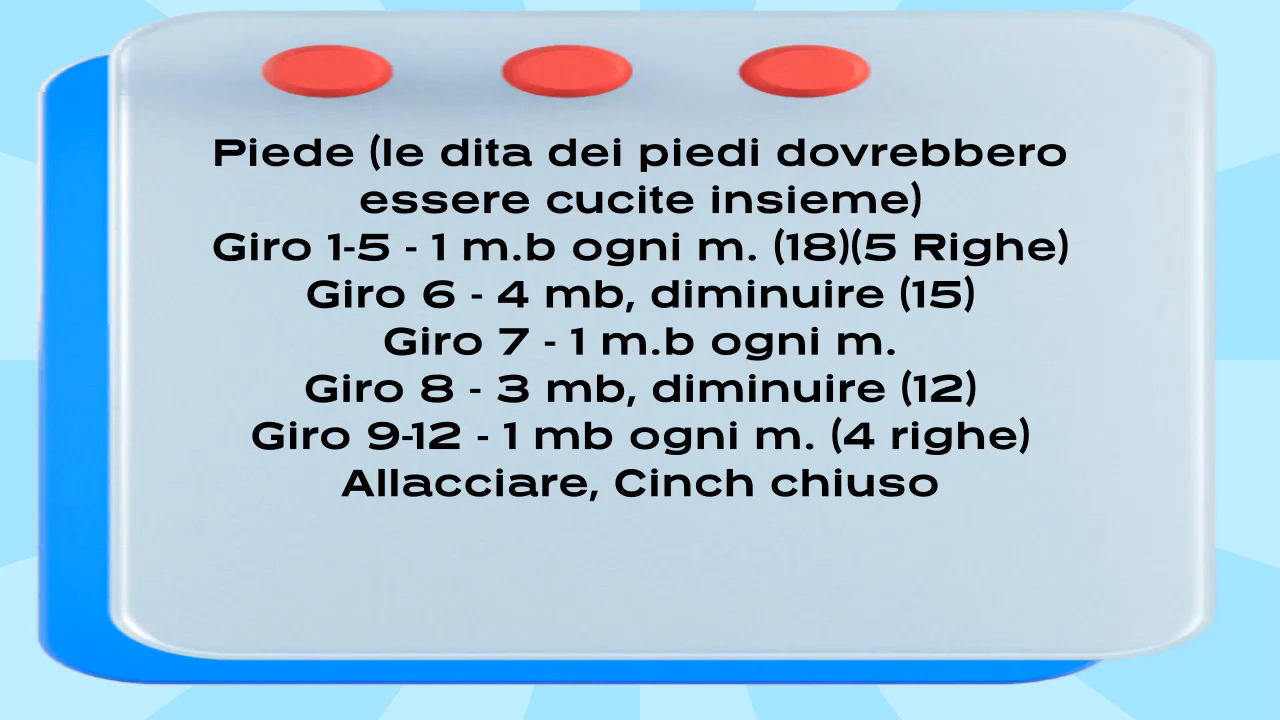 Piede (le dita dei piedi dovrebbero
essere cucite insieme)
Giro 1-5 - 1 m.b ogni m. (18)(5 Righe)
Giro 6 - 4 mb, diminuire (15)
Giro 7 - 1 m.b ogni m.
Giro 8 - 3 mb, diminuire (12)
Giro 9-12 - 1 mb ogni m. (4 righe)
Allacciare, Cinch chiuso